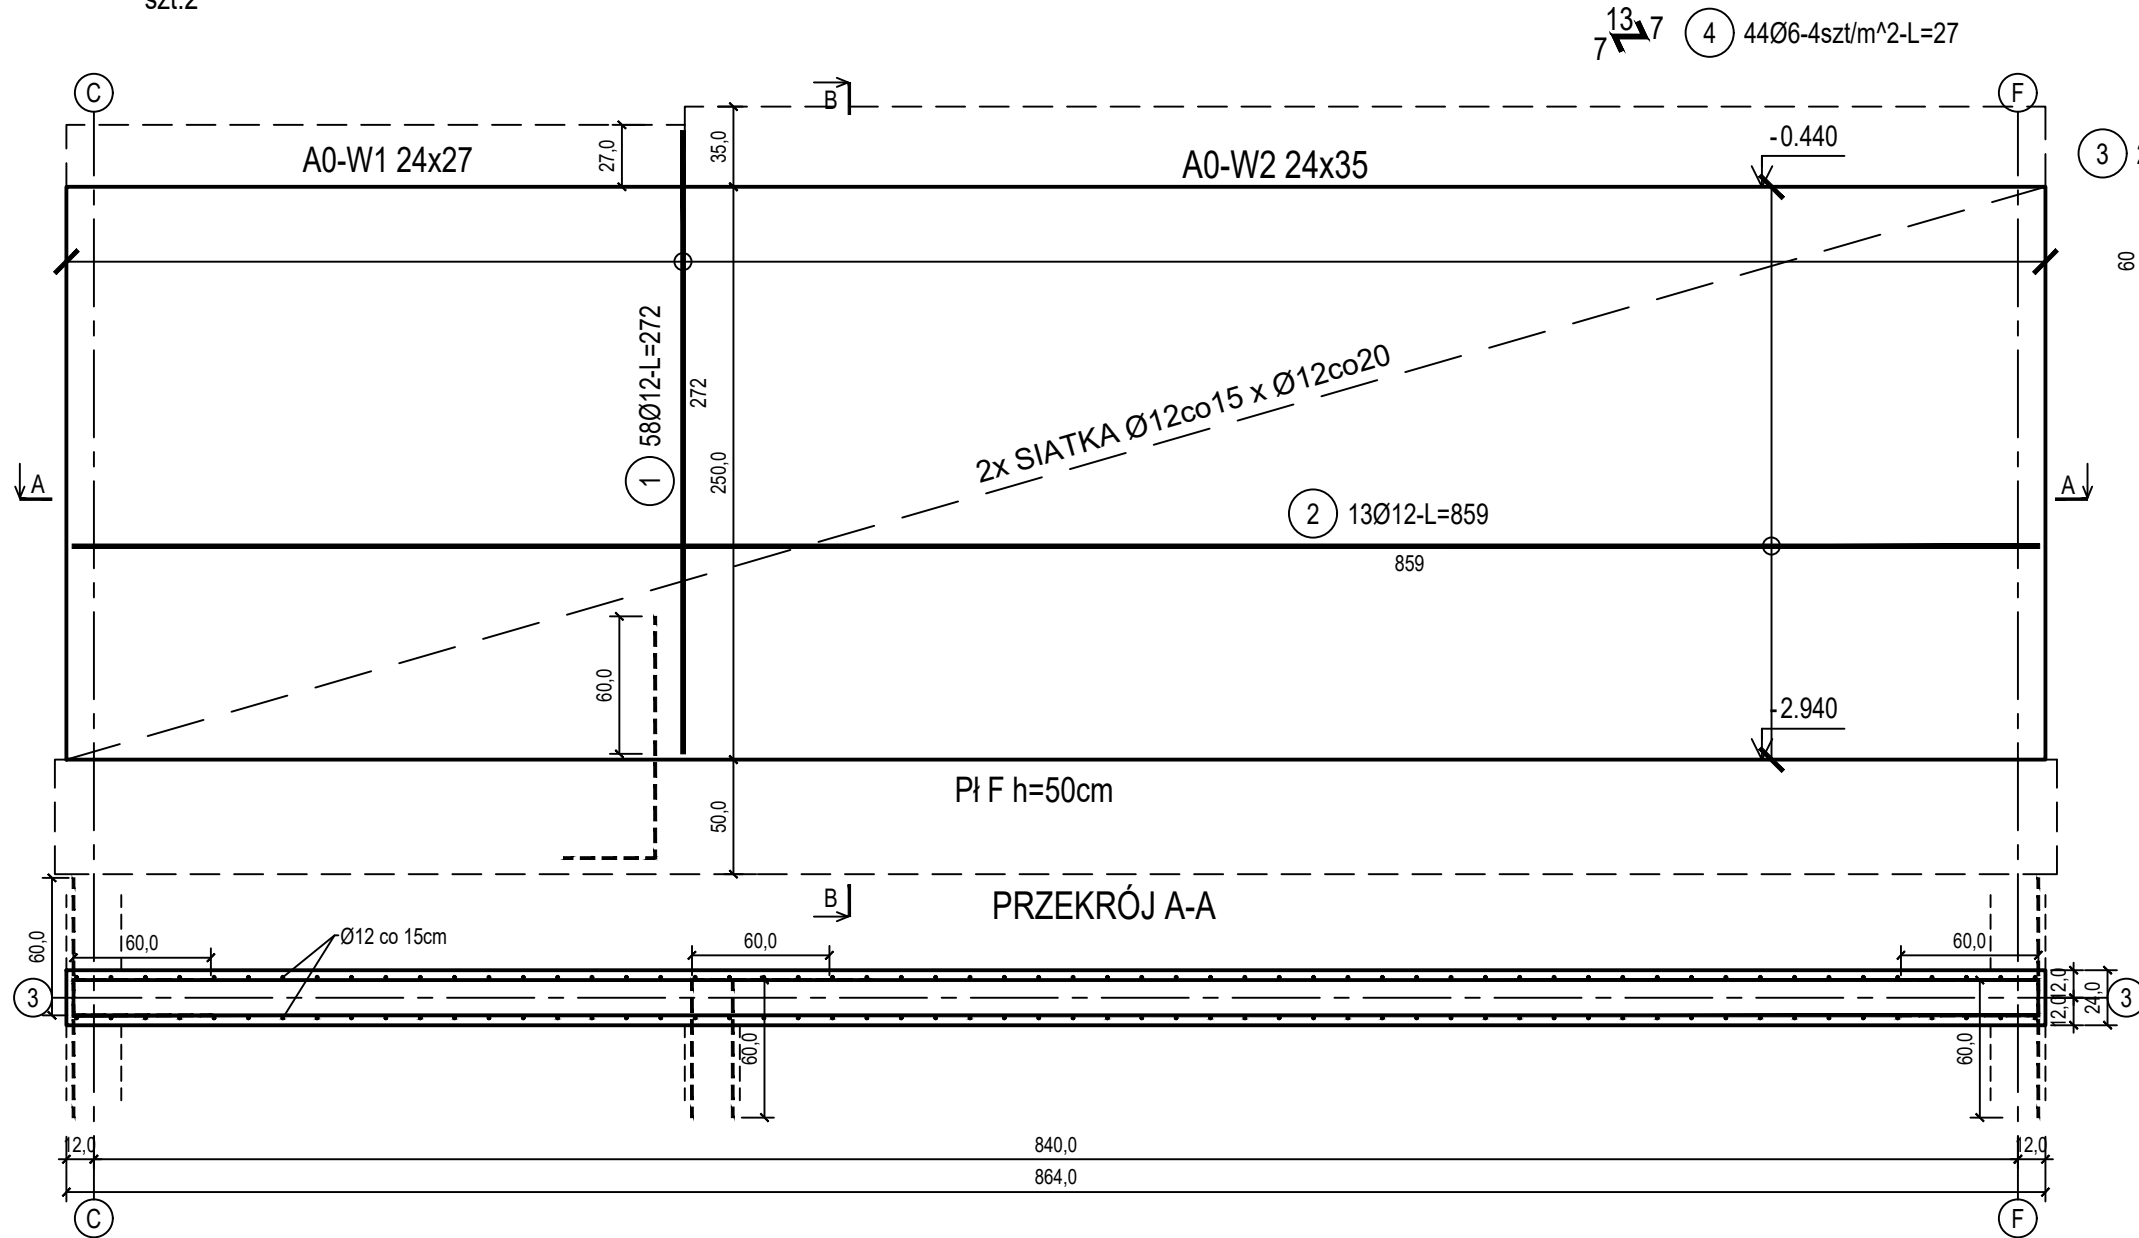 szt.2
13
7 7
4 44Ø6-4szt/m^2-L=27
C
B
F
A0-W1 24x27
27,0
35,0
A0-W2 24x35
-0.440
3
60
1 58Ø12-L=272
272
250,0
2x SIATKA Ø12co15 x Ø12co20
A
A
2 13Ø12-L=859
859
60,0
-2.940
Pł F h=50cm
50,0
B
PRZEKRÓJ A-A
60,0
60,0
Ø12 co 15cm
60,0
60,0
3
12,0
12,0
24,0
3
60,0
60,0
12,0
840,0
12,0
864,0
C
F